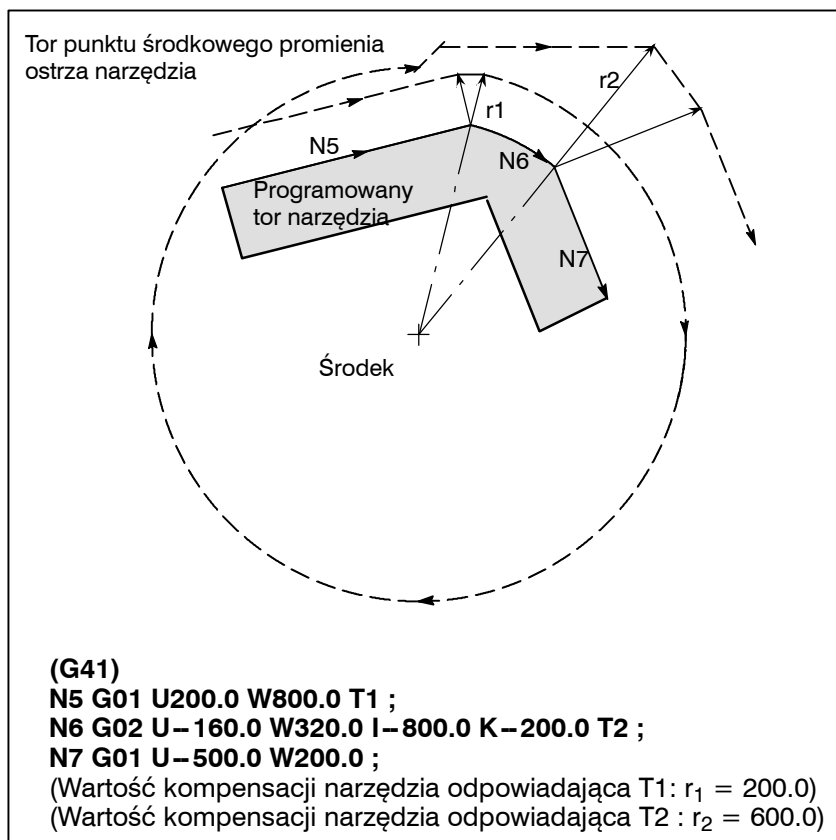 Tor punktu środkowego promienia
ostrza narzędzia
r2
r1
N5
N6
Programowany
tor narzędzia
N7
Środek
(G41)
N5 G01 U200.0 W800.0 T1 ;
N6 G02 U--160.0 W320.0 I--800.0 K--200.0 T2 ;
N7 G01 U--500.0 W200.0 ;
(Wartość kompensacji narzędzia odpowiadająca T1: r₁ = 200.0)
(Wartość kompensacji narzędzia odpowiadająca T2 : r₂ = 600.0)